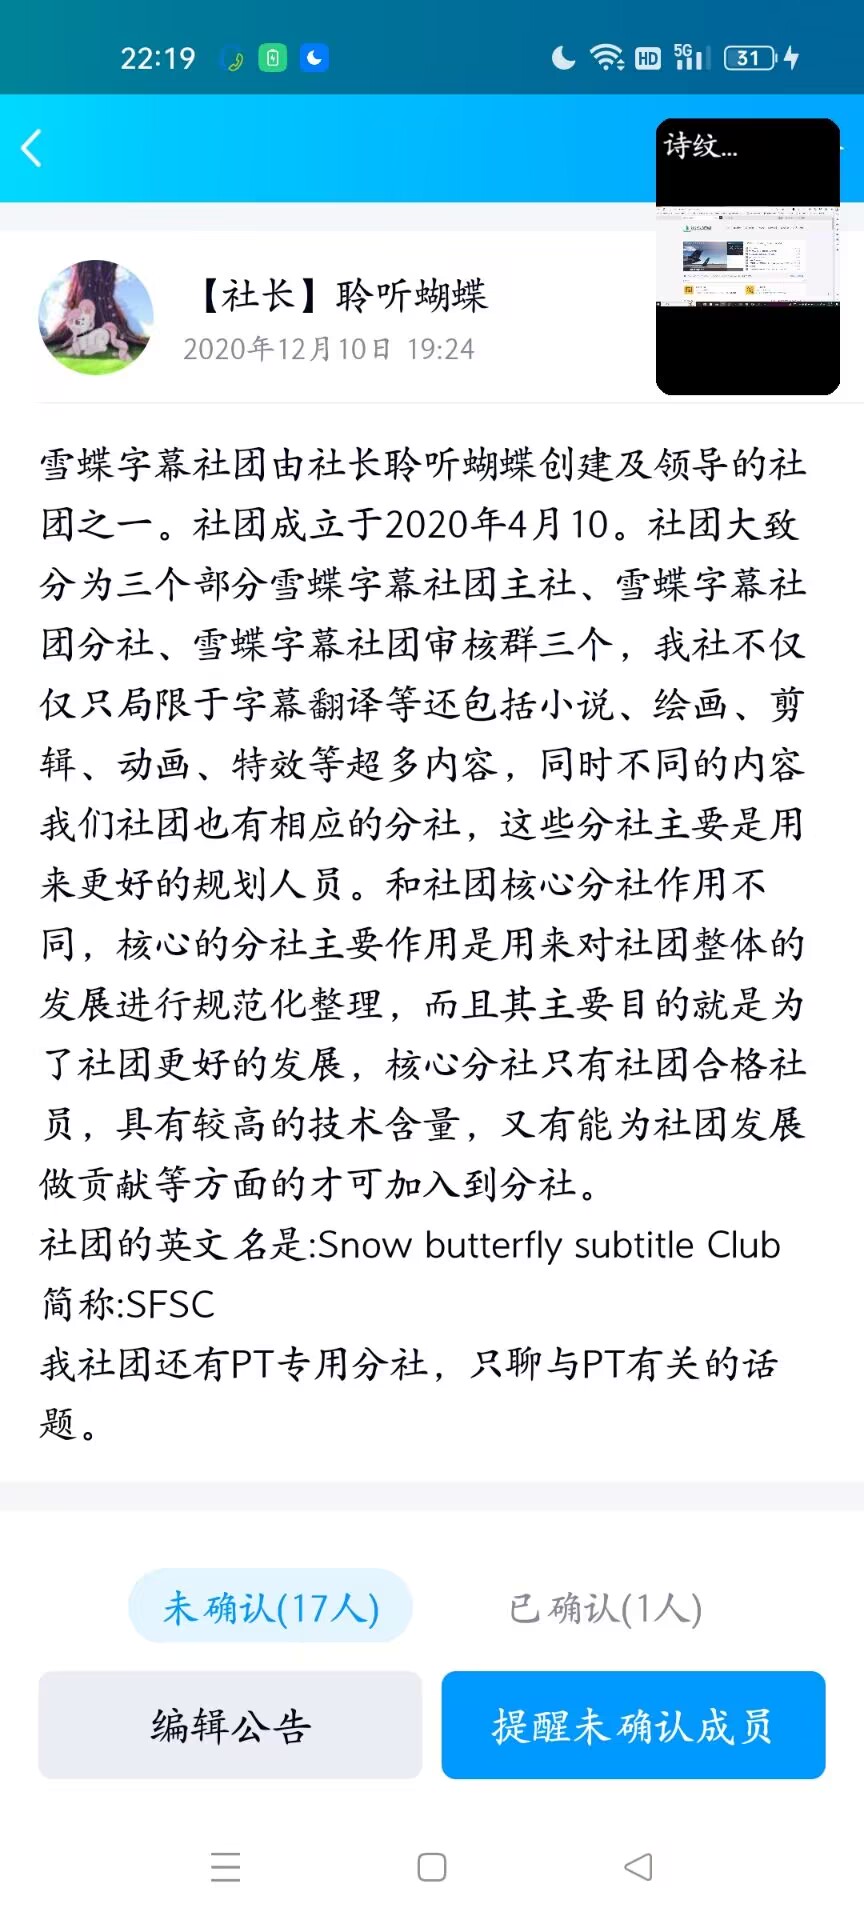 22:19
HD
5G
31
诗纹...
【社长】聆听蝴蝶
2020年12月10日 19:24
雪蝶字幕社团由社长聆听蝴蝶创建及领导的社
团之一。社团成立于2020年4月10。社团大致
分为三个部分雪蝶字幕社团主社、雪蝶字幕社
团分社、雪蝶字幕社团审核群三个，我社不仅
仅只局限于字幕翻译等还包括小说、绘画、剪
辑、动画、特效等超多内容，同时不同的内容
我们社团也有相应的分社，这些分社主要是用
来更好的规划人员。和社团核心分社作用不
同，核心的分社主要作用是用来对社团整体的
发展进行规范化整理，而且其主要目的就是为
了社团更好的发展，核心分社只有社团合格社
员，具有较高的技术含量，又有能为社团发展
做贡献等方面的才可加入到分社。
社团的英文名是:Snow butterfly subtitle Club
简称:SFSC
我社团还有PT专用分社，只聊与PT有关的话
题。
未确认(17人)
已确认(1人)
编辑公告
提醒未确认成员